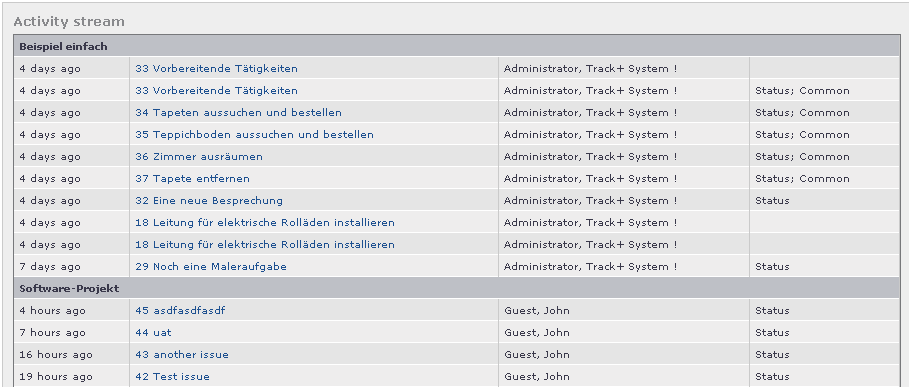 Activity stream
Beispiel einfach
4 days ago 33 Vorbereitende Tätigkeiten Administrator, Track+ System !
4 days ago 33 Vorbereitende Tätigkeiten Administrator, Track+ System ! Status; Common
4 days ago 34 Tapeten aussuchen und bestellen Administrator, Track+ System ! Status; Common
4 days ago 35 Teppichboden aussuchen und bestellen Administrator, Track+ System ! Status; Common
4 days ago 36 Zimmer ausräumen Administrator, Track+ System ! Status; Common
4 days ago 37 Tapete entfernen Administrator, Track+ System ! Status; Common
4 days ago 32 Eine neue Besprechung Administrator, Track+ System ! Status
4 days ago 18 Leitung für elektrische Rolläden installieren Administrator, Track+ System !
4 days ago 18 Leitung für elektrische Rolläden installieren Administrator, Track+ System !
7 days ago 29 Noch eine Maleraufgabe Administrator, Track+ System ! Status
Software-Projekt
4 hours ago 45 asdfasdfasdf Guest, John Status
7 hours ago 44 uat Guest, John Status
16 hours ago 43 another issue Guest, John Status
19 hours ago 42 Test issue Guest, John Status